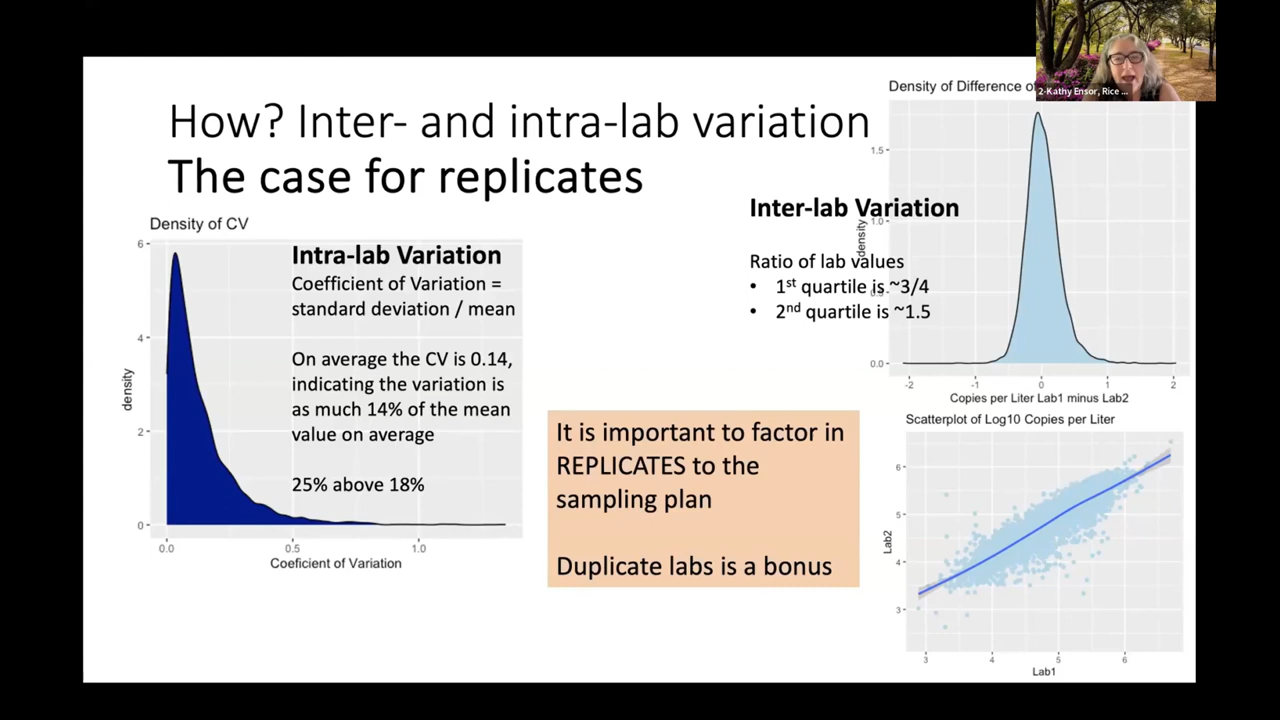 2-Kathy Ensor, Rice ...
How? Inter- and intra-lab variation
The case for replicates
Density of CV
6
4
2
0
density
0.0
0.5
1.0
Coeficient of Variation
Intra-lab Variation
Coefficient of Variation =
standard deviation / mean
On average the CV is 0.14,
indicating the variation is
as much 14% of the mean
value on average
25% above 18%
It is important to factor in
REPLICATES to the
sampling plan
Duplicate labs is a bonus
Inter-lab Variation
Ratio of lab values
• 1st quartile is ~3/4
• 2nd quartile is ~1.5
Density of Difference of
1.5
1.0
0.5
0.0
density
-2
-1
0
1
2
Copies per Liter Lab1 minus Lab2
Scatterplot of Log10 Copies per Liter
6
5
4
3
Lab2
3
4
5
6
Lab1